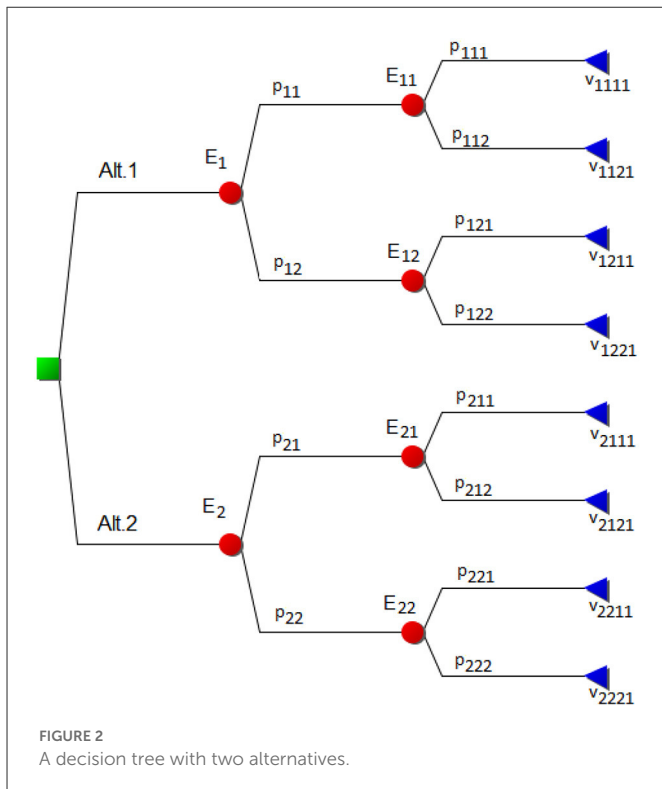 p111
E11
v1111
p11
p112
E1
v1121
Alt.1
p121
E12
v1211
p12
p122
v1221
p211
E21
v2111
p21
p212
E2
v2121
Alt.2
p221
E22
v2211
p22
p222
v2221
FIGURE 2
A decision tree with two alternatives.